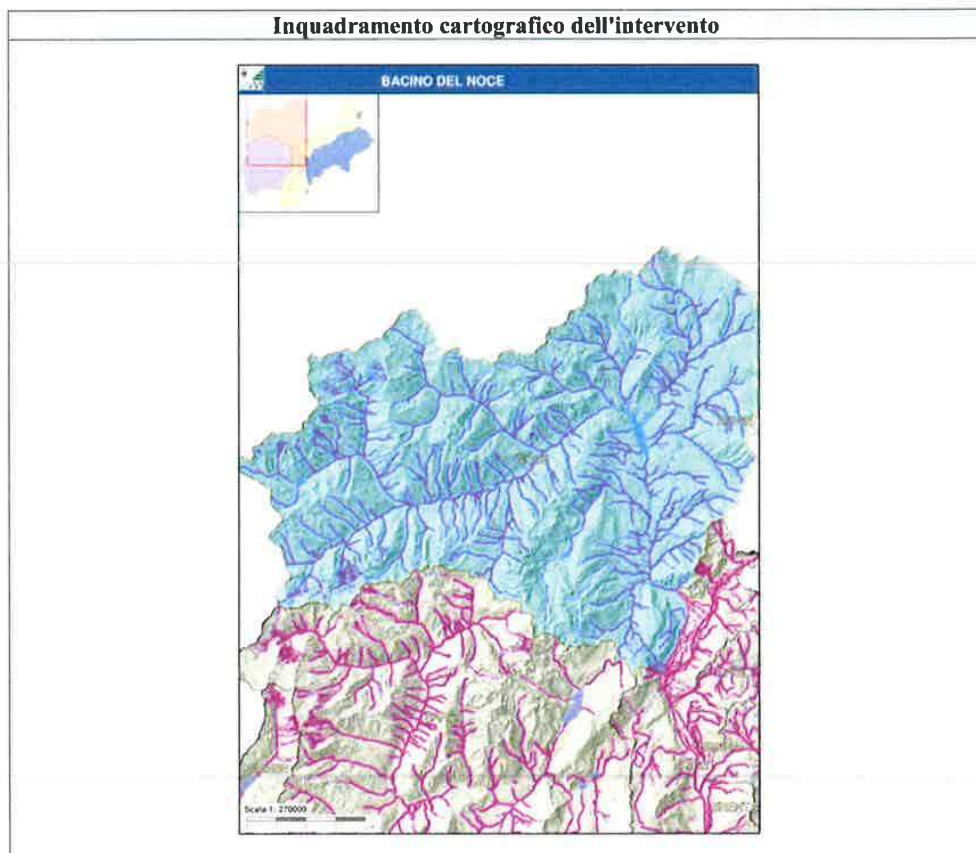 Inquadramento cartografico dell'intervento
BACINO DEL NOCE
Scala 1: 270000